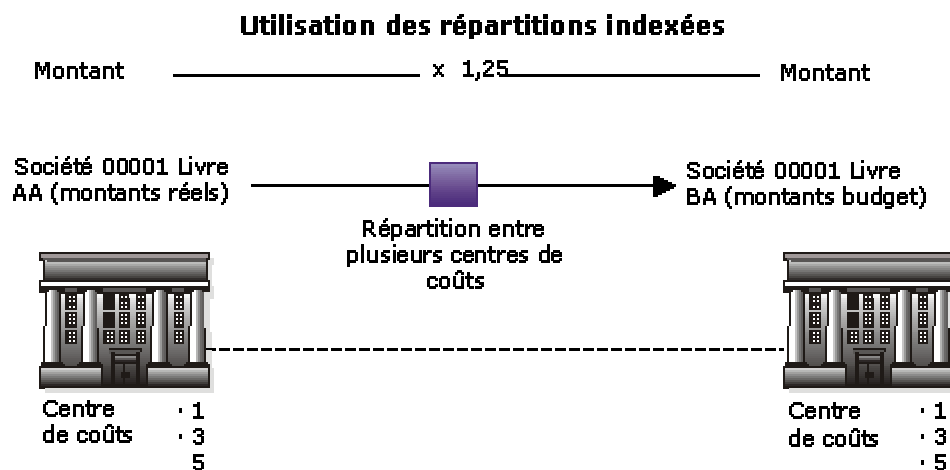 Utilisation des répartitions indexées
Montant x 1,25 Montant
Société 00001 Livre
AA (montants réels)
Société 00001 Livre
BA (montants budget)
Répartition entre
plusieurs centres de
coûts
Centre · 1
de coûts · 3
5
Centre · 1
de coûts · 3
· 5